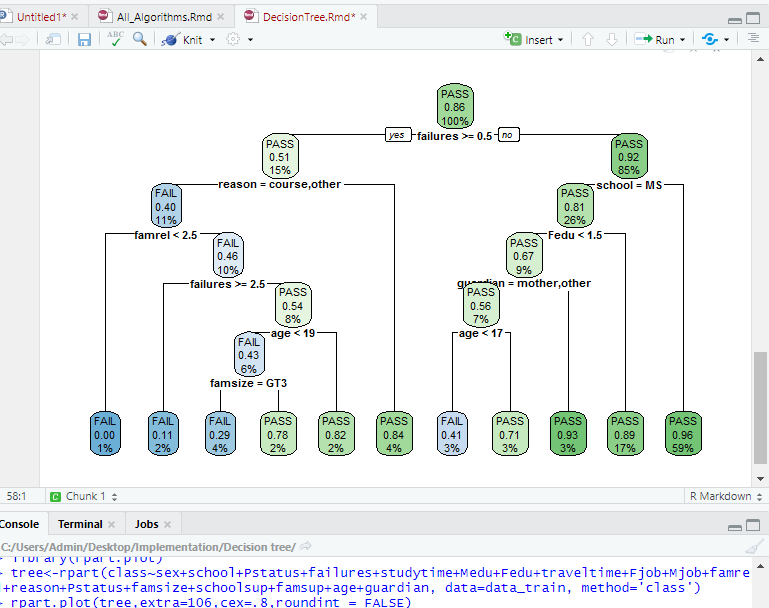 Untitled1* × All_Algorithms.Rmd × DecisionTree.Rmd* ×
ABC Knit Insert Run
PASS
0.86
100%
yes failures >= 0.5 no
PASS
0.51
15%
PASS
0.92
85%
reason = course,other
school = MS
FAIL
0.40
11%
PASS
0.81
26%
famrel < 2.5
Fedu < 1.5
FAIL
0.46
10%
PASS
0.67
9%
failures >= 2.5
guardian = mother,other
PASS
0.54
8%
PASS
0.56
7%
age < 19
age < 17
FAIL
0.43
6%
famsize = GT3
FAIL
0.00
1%
FAIL
0.11
2%
FAIL
0.29
4%
PASS
0.78
2%
PASS
0.82
2%
PASS
0.84
4%
FAIL
0.41
3%
PASS
0.71
3%
PASS
0.93
3%
PASS
0.89
17%
PASS
0.96
59%
58:1 C Chunk 1 R Markdown
Console Terminal × Jobs ×
C:/Users/Admin/Desktop/Implementation/Decision tree/
> library(rpart.plot)
> tree<-rpart(class~sex+school+Pstatus+failures+studytime+Medu+Fedu+traveltime+Fjob+Mjob+famre
+reason+Pstatus+famsize+schoolsup+famsup+age+guardian, data=data_train, method='class')
> rpart.plot(tree,extra=106,cex=.8,roundint = FALSE)